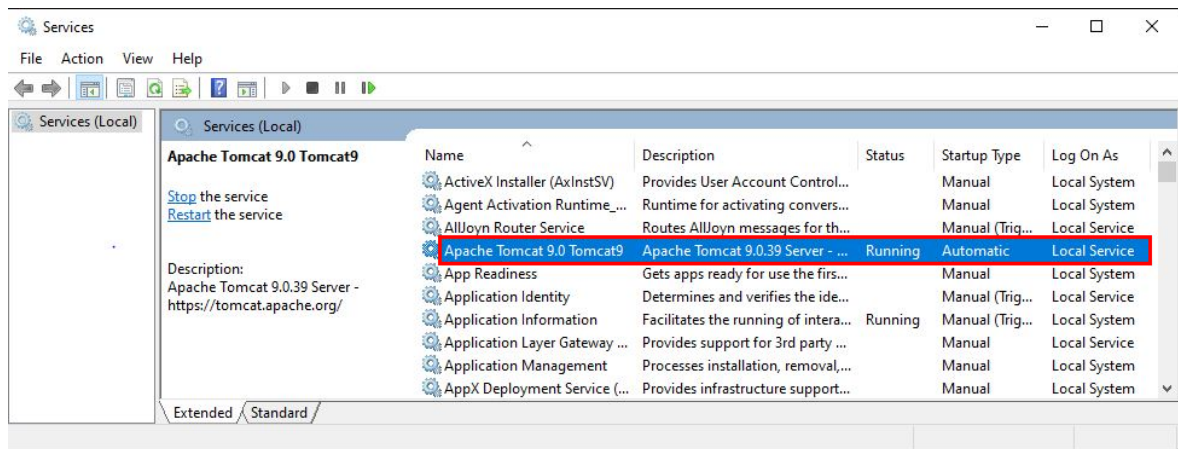 Services
File Action View Help
Services (Local)
Services (Local)
Apache Tomcat 9.0 Tomcat9
Stop the service
Restart the service
Description:
Apache Tomcat 9.0.39 Server -
https://tomcat.apache.org/
Name Description Status Startup Type Log On As
ActiveX Installer (AxInstSV) Provides User Account Control... Manual Local System
Agent Activation Runtime_... Runtime for activating convers... Manual Local System
AllJoyn Router Service Routes AllJoyn messages for th... Manual (Trig... Local Service
Apache Tomcat 9.0 Tomcat9 Apache Tomcat 9.0.39 Server - ... Running Automatic Local Service
App Readiness Gets apps ready for use the firs... Manual Local System
Application Identity Determines and verifies the ide... Manual (Trig... Local Service
Application Information Facilitates the running of intera... Running Manual (Trig... Local System
Application Layer Gateway ... Provides support for 3rd party ... Manual Local Service
Application Management Processes installation, removal,... Manual Local System
AppX Deployment Service (... Provides infrastructure support... Manual Local System
Extended Standard